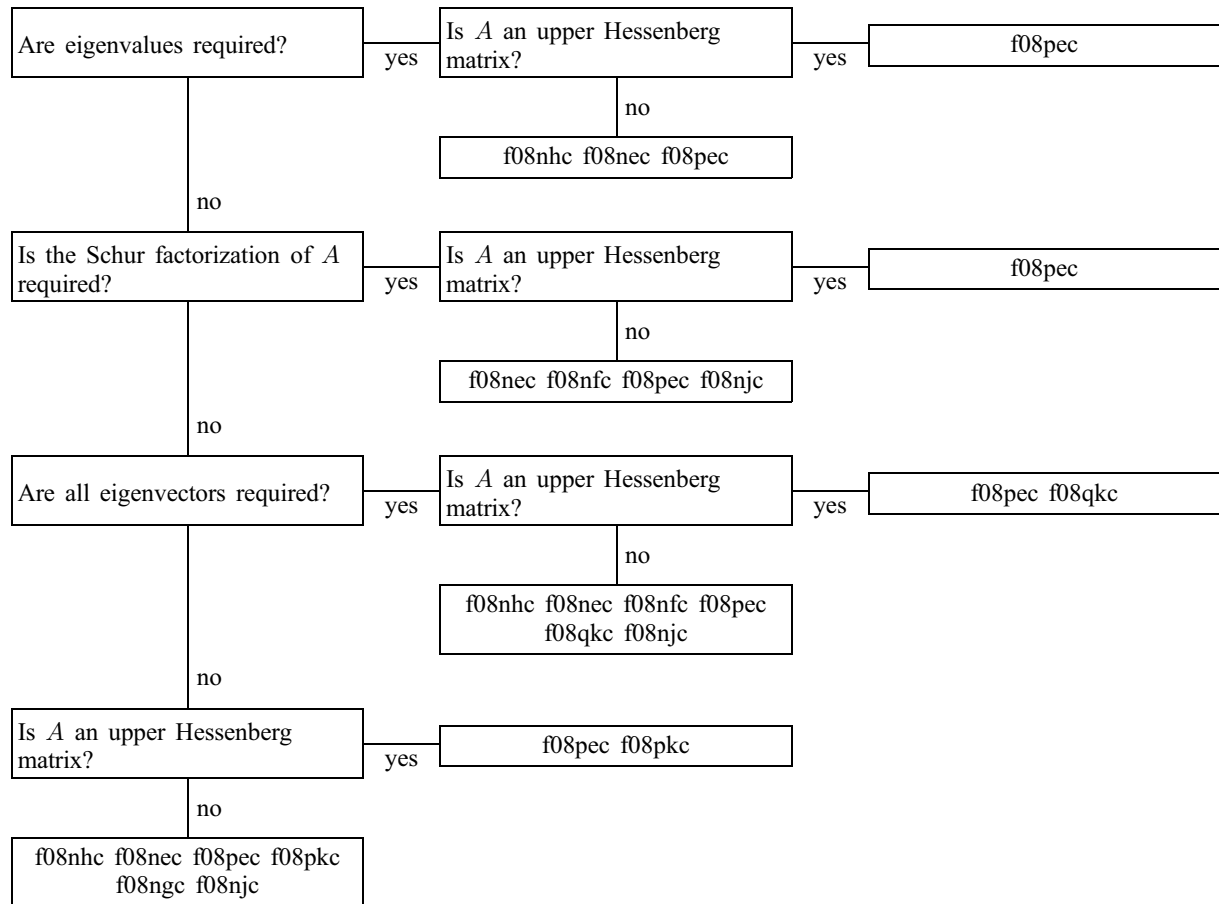 Are eigenvalues required?
yes
Is A an upper Hessenberg
matrix?
yes
f08pec
no
f08nhc f08nec f08pec
no
Is the Schur factorization of A
required?
yes
Is A an upper Hessenberg
matrix?
yes
f08pec
no
f08nec f08nfc f08pec f08njc
no
Are all eigenvectors required?
yes
Is A an upper Hessenberg
matrix?
yes
f08pec f08qkc
no
f08nhc f08nec f08nfc f08pec
f08qkc f08njc
no
Is A an upper Hessenberg
matrix?
yes
f08pec f08pkc
no
f08nhc f08nec f08pec f08pkc
f08ngc f08njc